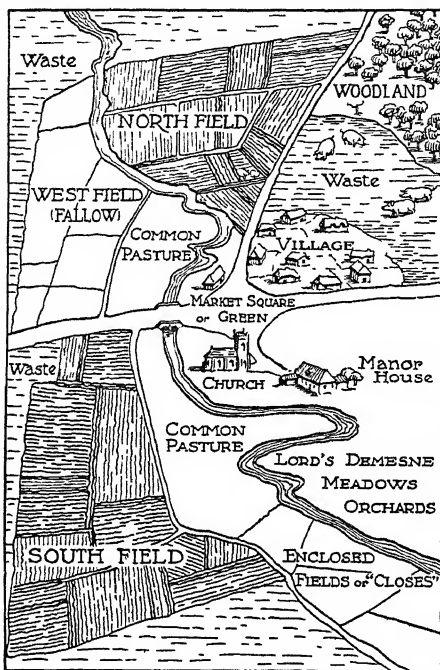 Waste
WOODLAND
NORTH FIELD
Waste
WEST FIELD
(FALLOW)
COMMON
PASTURE
VILLAGE
MARKET SQUARE
OR GREEN
Waste
CHURCH
MANOR
HOUSE
COMMON
PASTURE
LORD'S DEMESNE
MEADOWS
ORCHARDS
SOUTH FIELD
ENCLOSED
FIELDS or "CLOSES"